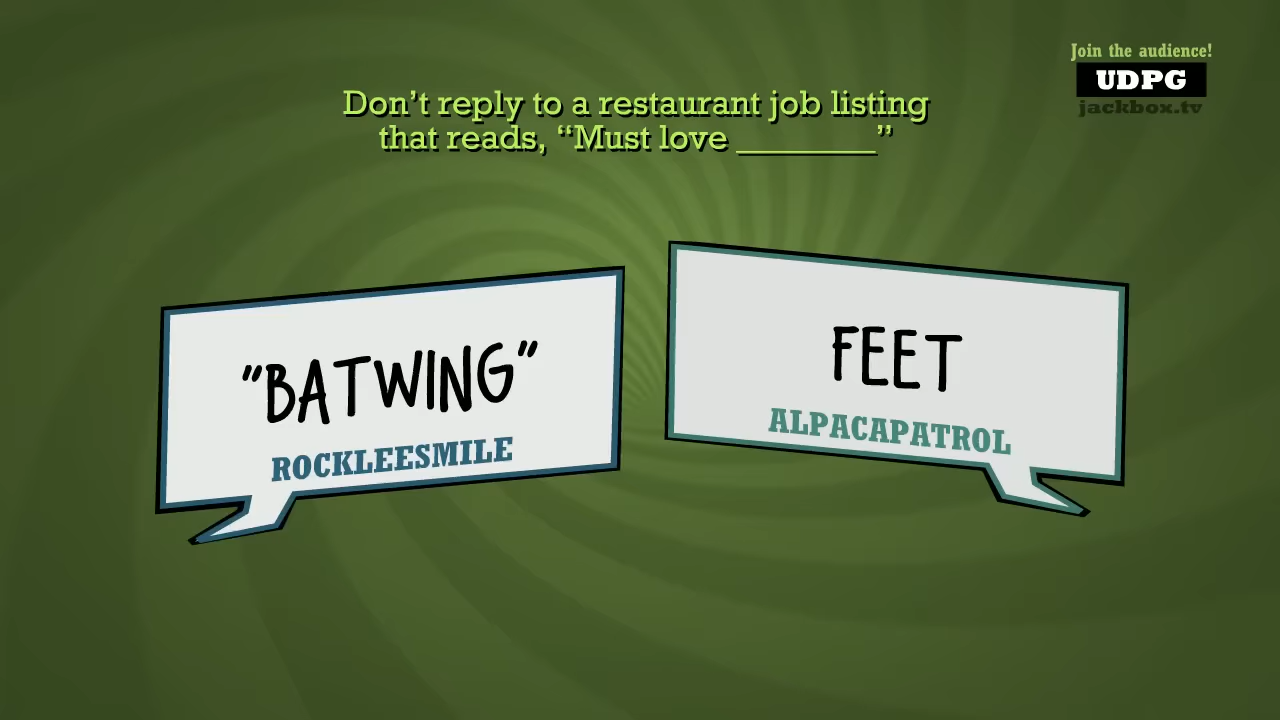 Join the audience!
UDPG
jackbox.tv
Don't reply to a restaurant job listing
that reads, “Must love ________”
"BATWING"
ROCKLEESMILE
FEET
ALPACAPATROL